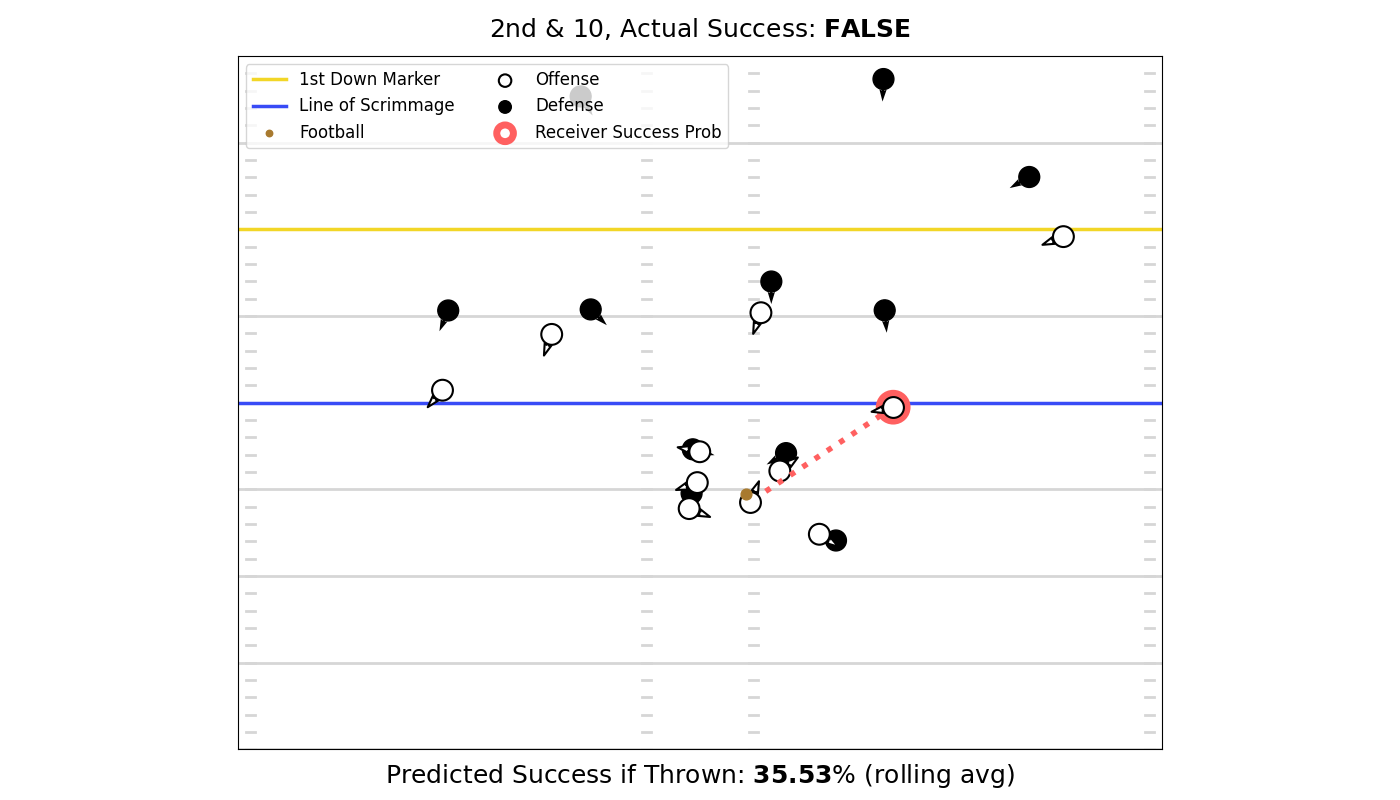 2nd & 10, Actual Success: FALSE
1st Down Marker
Line of Scrimmage
Football
Offense
Defense
Receiver Success Prob
Predicted Success if Thrown: 35.53% (rolling avg)